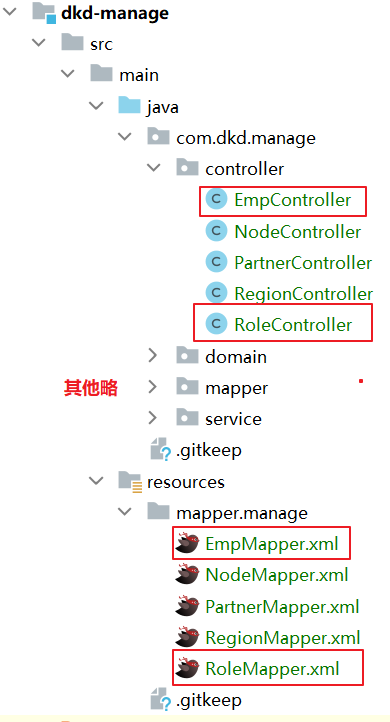 dkd-manage
src
main
java
com.dkd.manage
controller
EmpController
NodeController
PartnerController
RegionController
RoleController
domain
其他略 mapper
service
.gitkeep
resources
mapper.manage
EmpMapper.xml
NodeMapper.xml
PartnerMapper.xml
RegionMapper.xml
RoleMapper.xml
.gitkeep